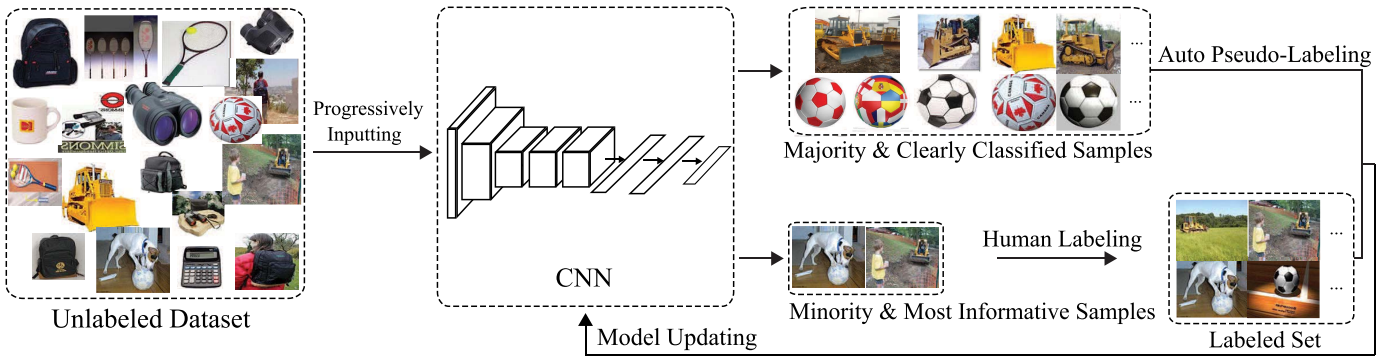 SIMMONS
SIMMONS
Unlabeled Dataset
Progressively
Inputting
CNN
...
Auto Pseudo-Labeling
...
Majority & Clearly Classified Samples
Human Labeling
Minority & Most Informative Samples
...
...
Labeled Set
Model Updating